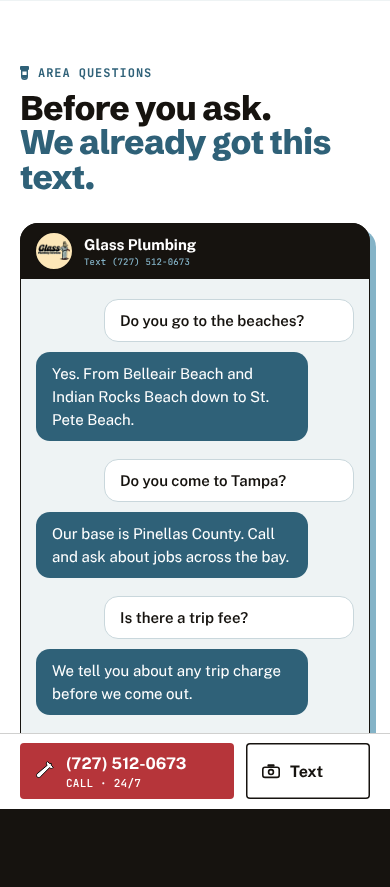 AREA QUESTIONS
Before you ask.
We already got this
text.
Glass
Glass Plumbing
Text (727) 512-0673
Do you go to the beaches?
Yes. From Belleair Beach and
Indian Rocks Beach down to St.
Pete Beach.
Do you come to Tampa?
Our base is Pinellas County. Call
and ask about jobs across the bay.
Is there a trip fee?
We tell you about any trip charge
before we come out.
(727) 512-0673
CALL · 24/7
Text